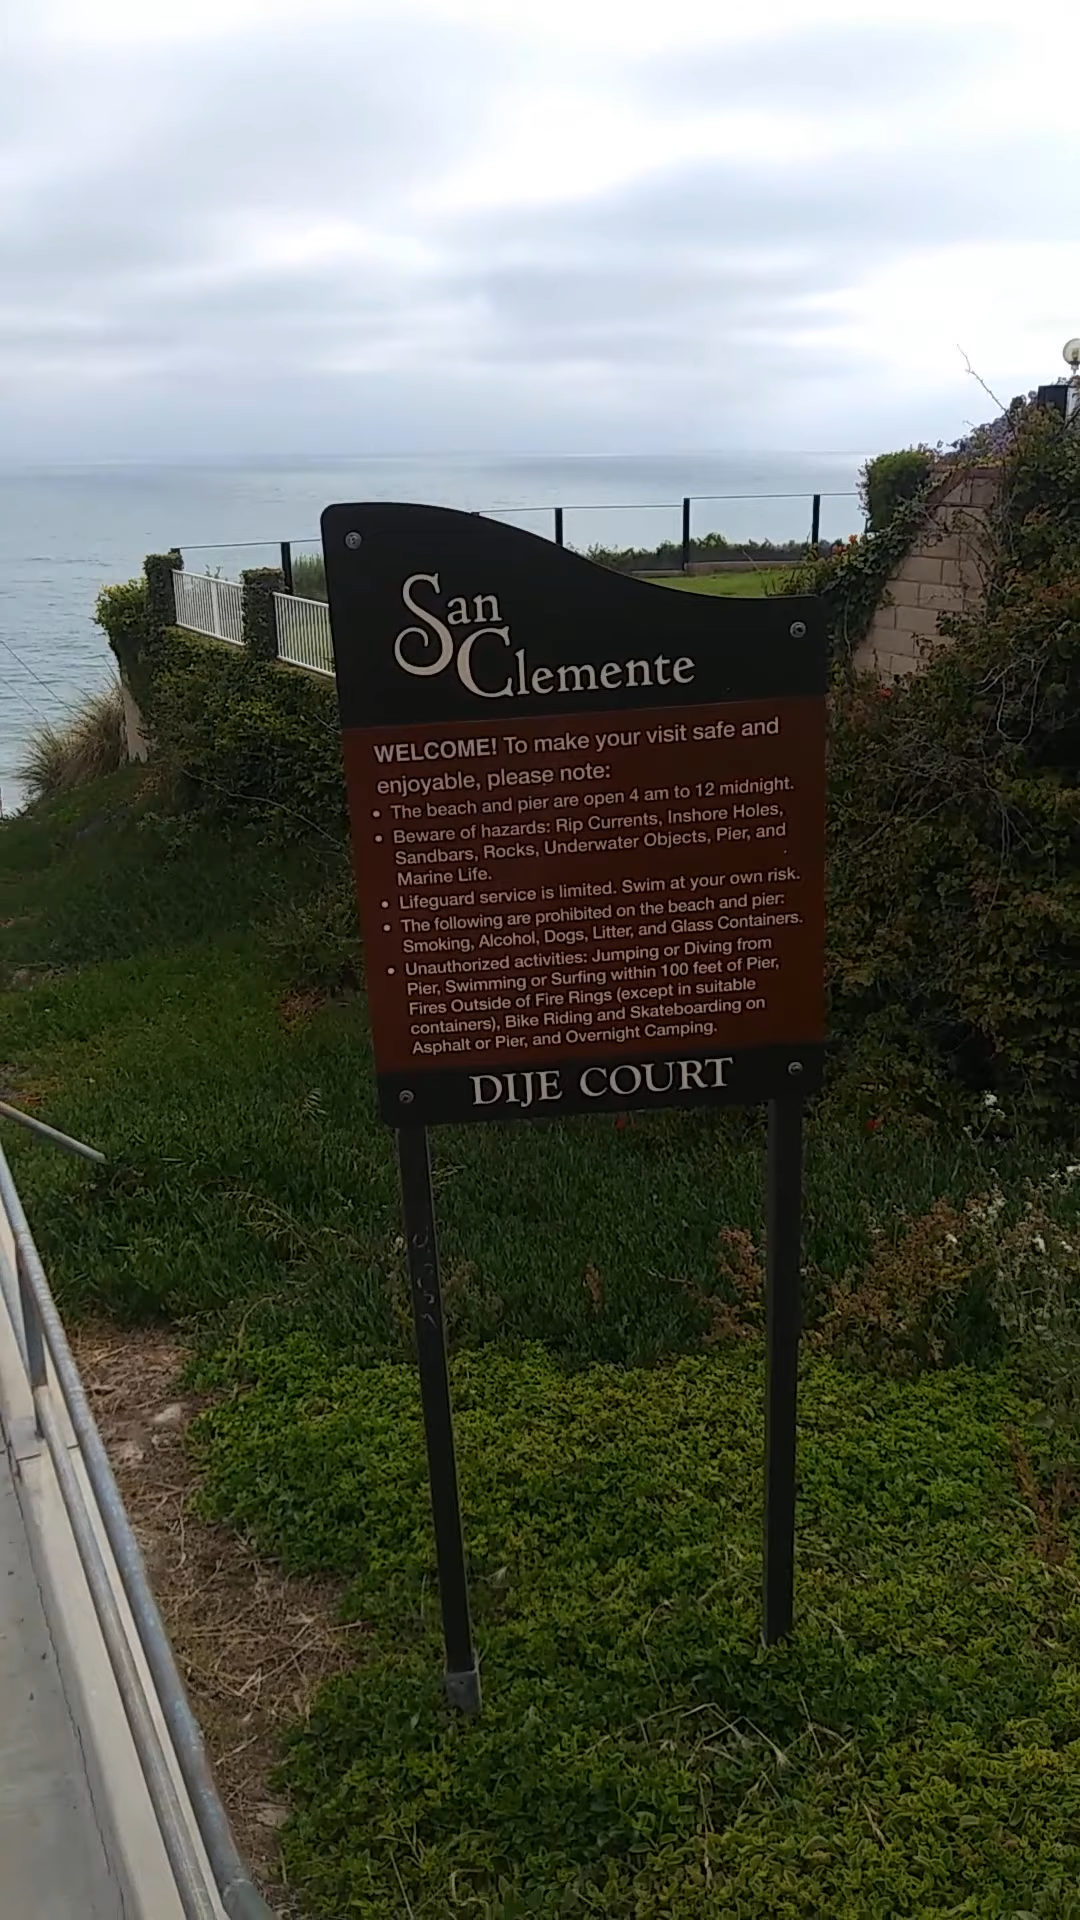 San
Clemente
WELCOME! To make your visit safe and
enjoyable, please note:
• The beach and pier are open 4 am to 12 midnight.
• Beware of hazards: Rip Currents, Inshore Holes,
Sandbars, Rocks, Underwater Objects, Pier, and
Marine Life.
• Lifeguard service is limited. Swim at your own risk.
• The following are prohibited on the beach and pier:
Smoking, Alcohol, Dogs, Litter, and Glass Containers.
• Unauthorized activities: Jumping or Diving from
Pier, Swimming or Surfing within 100 feet of Pier,
Fires Outside of Fire Rings (except in suitable
containers), Bike Riding and Skateboarding on
Asphalt or Pier, and Overnight Camping.
DIJE COURT